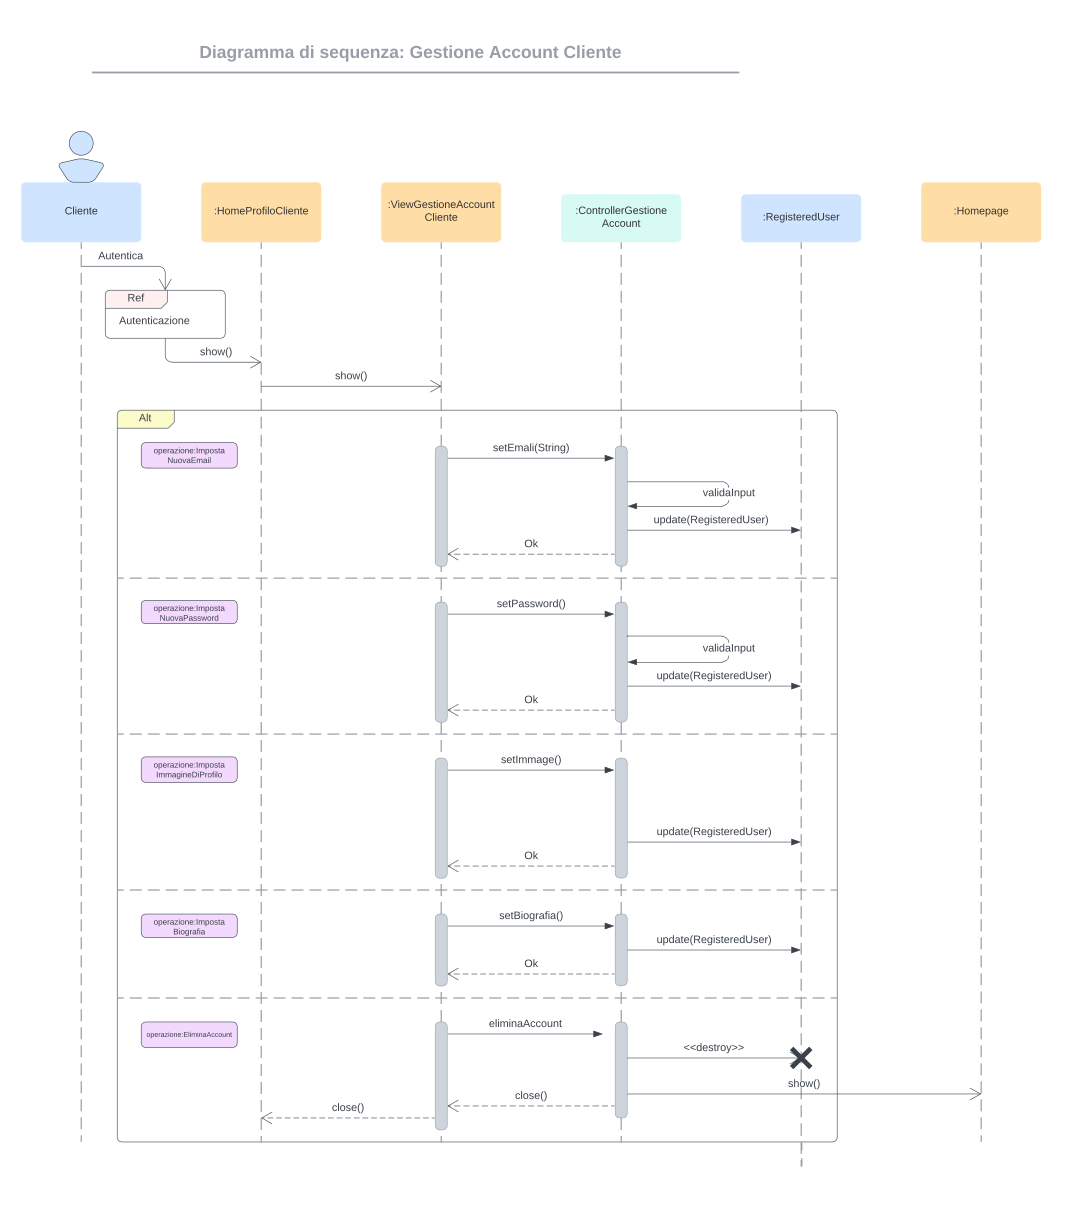 Diagramma di sequenza: Gestione Account Cliente
Cliente
:HomeProfiloCliente
:ViewGestioneAccount
Cliente
:ControllerGestione
Account
:RegisteredUser
:Homepage
Autentica
Ref
Autenticazione
show()
show()
Alt
operazione:Imposta
NuovaEmail
setEmali(String)
validaInput
update(RegisteredUser)
Ok
operazione:Imposta
NuovaPassword
setPassword()
validaInput
update(RegisteredUser)
Ok
operazione:Imposta
ImmagineDiProfilo
setImmage()
update(RegisteredUser)
Ok
operazione:Imposta
Biografia
setBiografia()
update(RegisteredUser)
Ok
operazione:EliminaAccount
eliminaAccount
<<destroy>>
show()
close()
close()